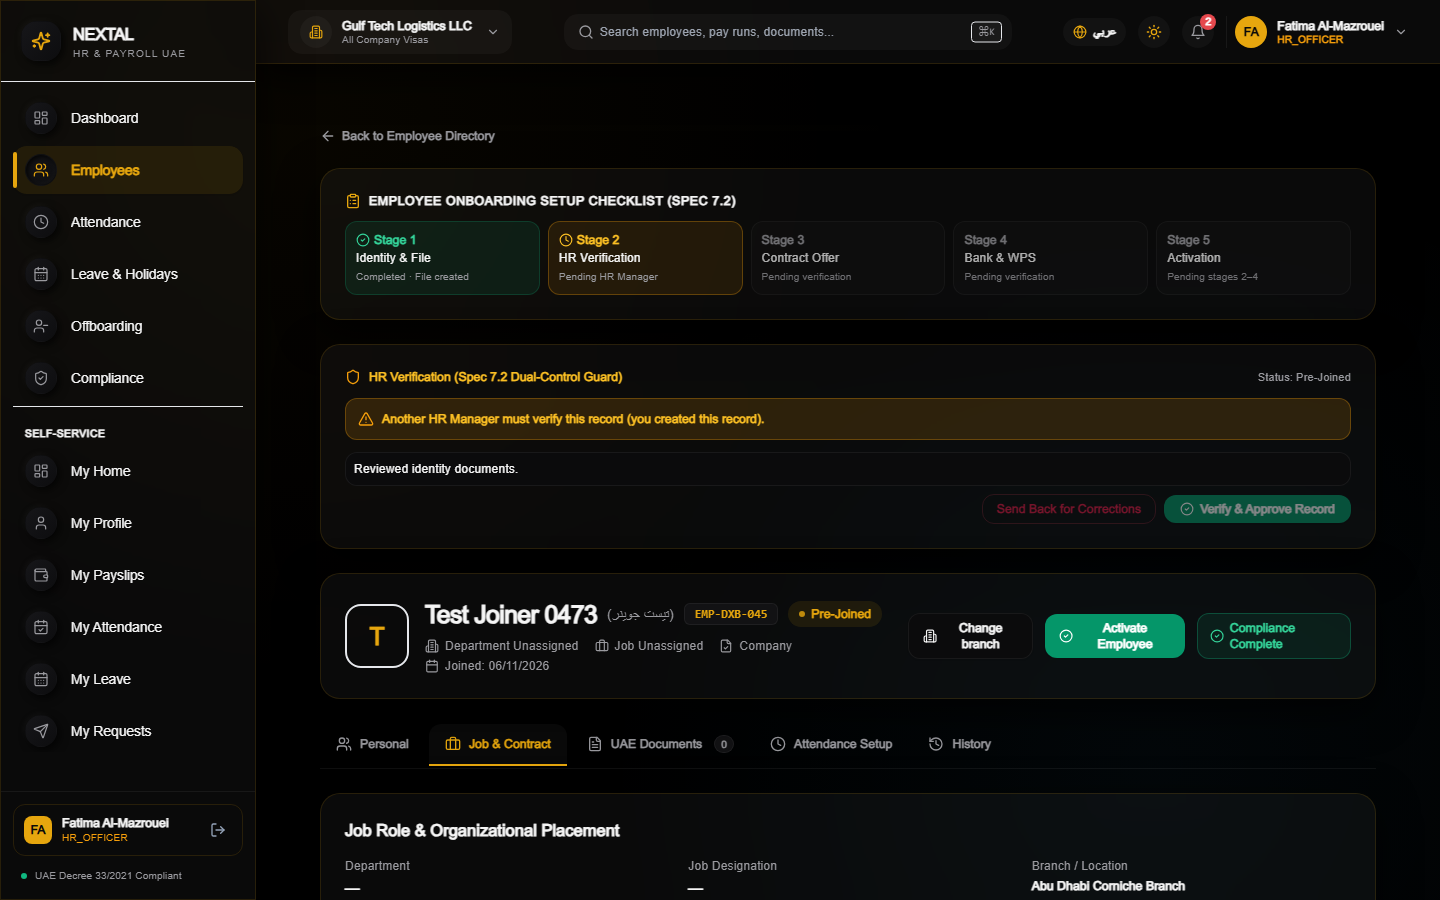 NEXTAL
HR & PAYROLL UAE
Gulf Tech Logistics LLC
All Company Visas
Search employees, pay runs, documents...
⌘K
عربي
2
FA
Fatima Al-Mazrouei
HR_OFFICER
Dashboard
Employees
Attendance
Leave & Holidays
Offboarding
Compliance
SELF-SERVICE
My Home
My Profile
My Payslips
My Attendance
My Leave
My Requests
FA
Fatima Al-Mazrouei
HR_OFFICER
UAE Decree 33/2021 Compliant
Back to Employee Directory
EMPLOYEE ONBOARDING SETUP CHECKLIST (SPEC 7.2)
Stage 1
Identity & File
Completed · File created
Stage 2
HR Verification
Pending HR Manager
Stage 3
Contract Offer
Pending verification
Stage 4
Bank & WPS
Pending verification
Stage 5
Activation
Pending stages 2–4
HR Verification (Spec 7.2 Dual-Control Guard)
Status: Pre-Joined
Another HR Manager must verify this record (you created this record).
Reviewed identity documents.
Send Back for Corrections
Verify & Approve Record
T
Test Joiner 0473 (تيست جوينر) EMP-DXB-045 Pre-Joined
Department Unassigned Job Unassigned Company
Joined: 06/11/2026
Change branch
Activate Employee
Compliance Complete
Personal
Job & Contract
UAE Documents 0
Attendance Setup
History
Job Role & Organizational Placement
Department
—
Job Designation
—
Branch / Location
Abu Dhabi Corniche Branch